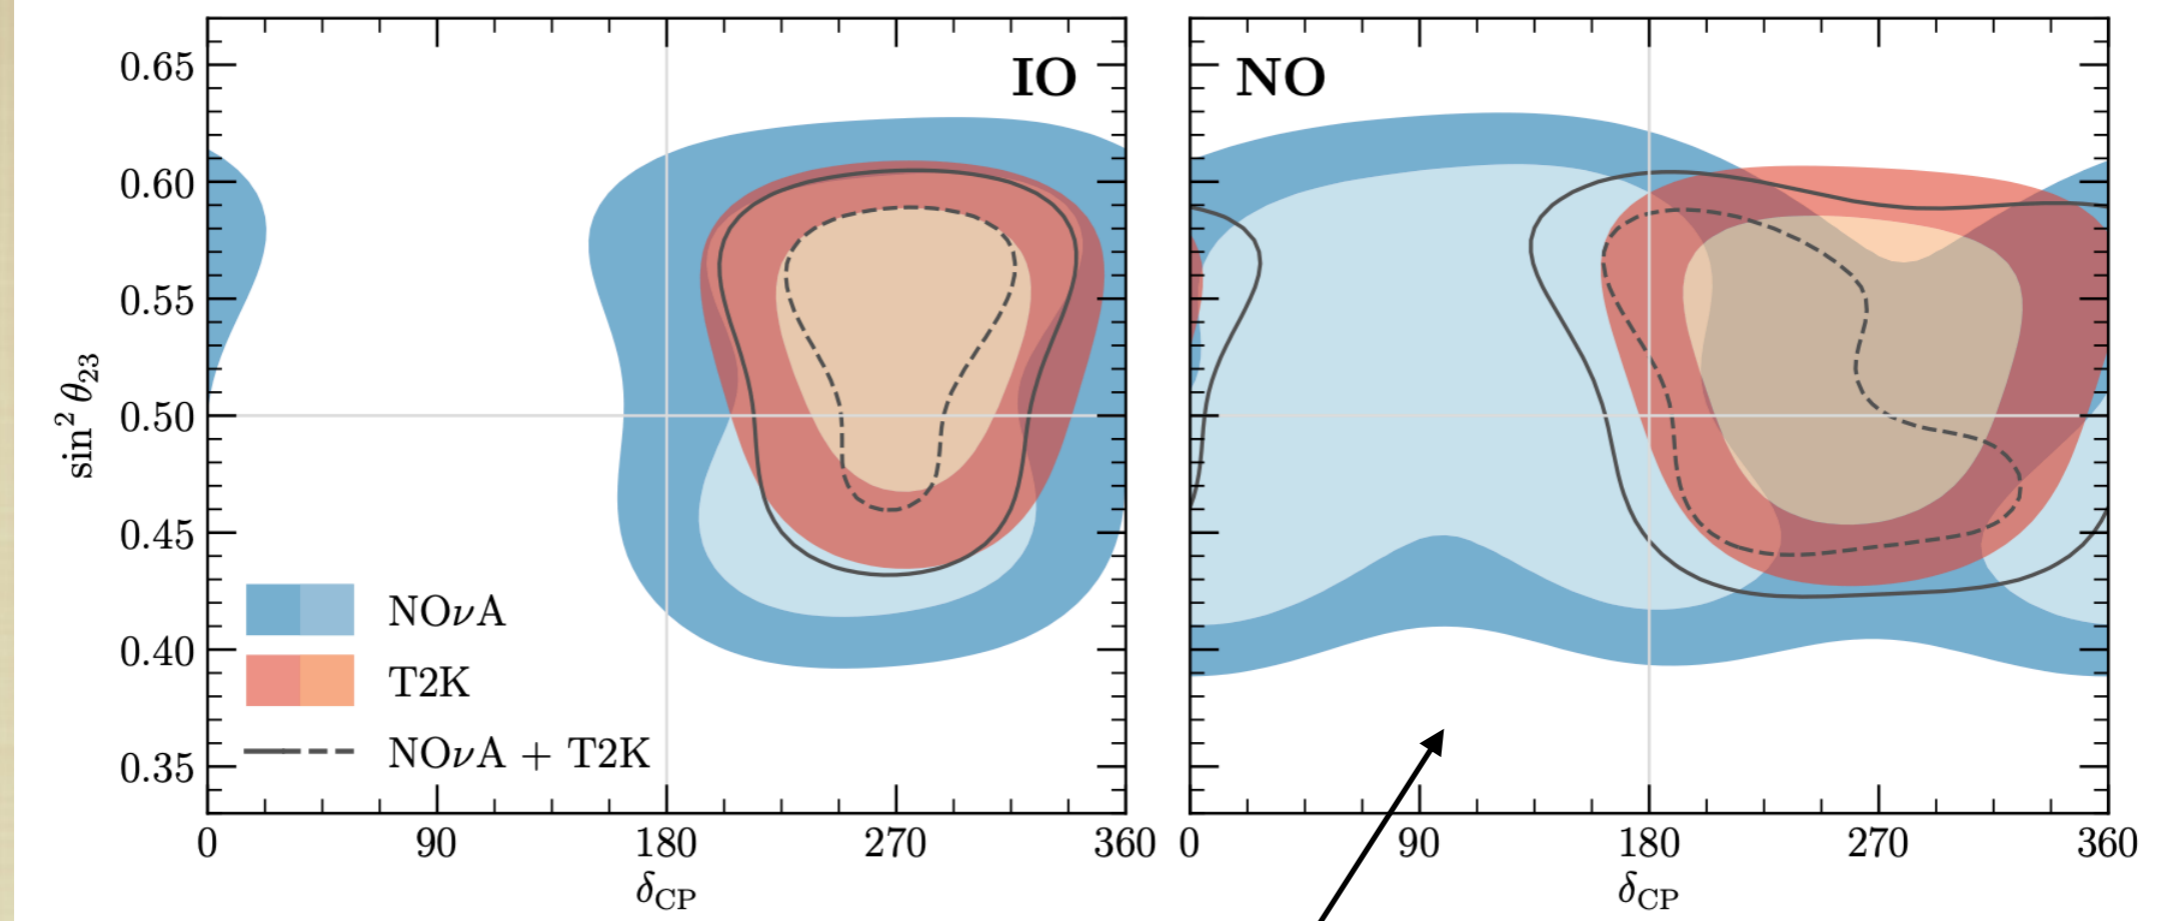 IO
NO
0.65
0.60
0.55
0.50
0.45
0.40
0.35
sin² θ₂₃
NOνA
T2K
NOνA + T2K
0 90 180 270 360 0 90 180 270 360
δCP δCP